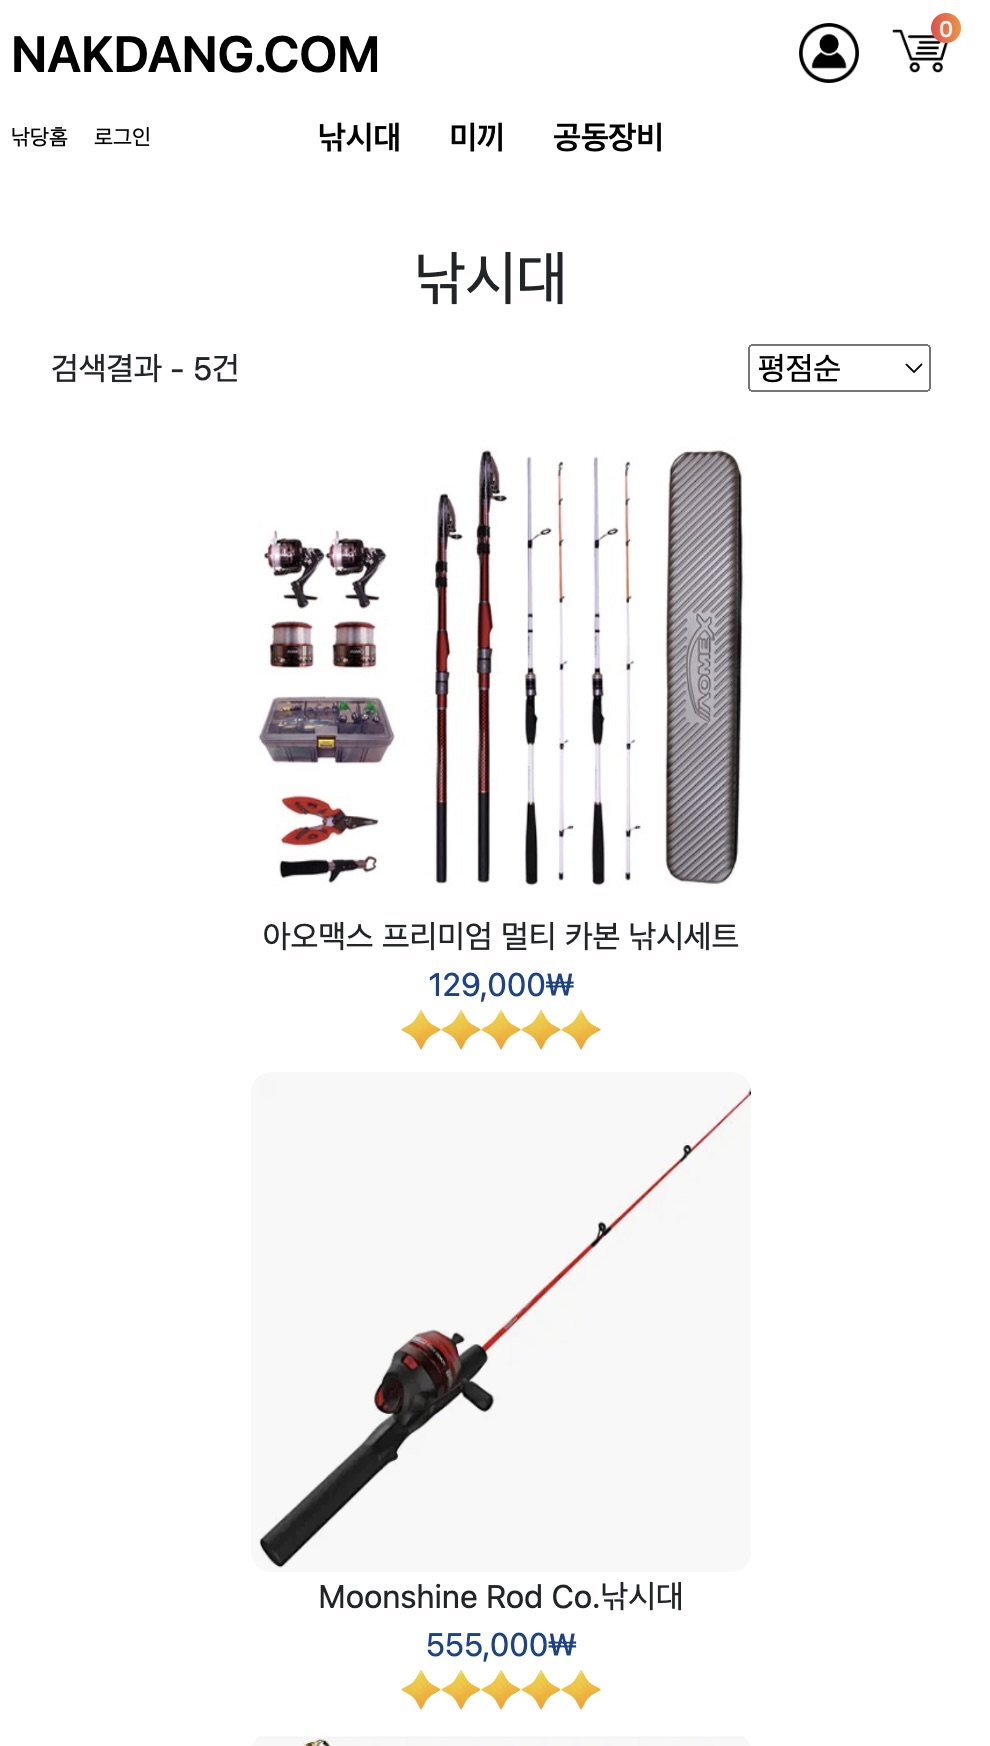 NAKDANG.COM
0
낚당홈 로그인 낚시대 미끼 공동장비
낚시대
검색결과 - 5건 평점순
AOMEX
아오맥스 프리미엄 멀티 카본 낚시세트
129,000₩
Moonshine Rod Co.낚시대
555,000₩